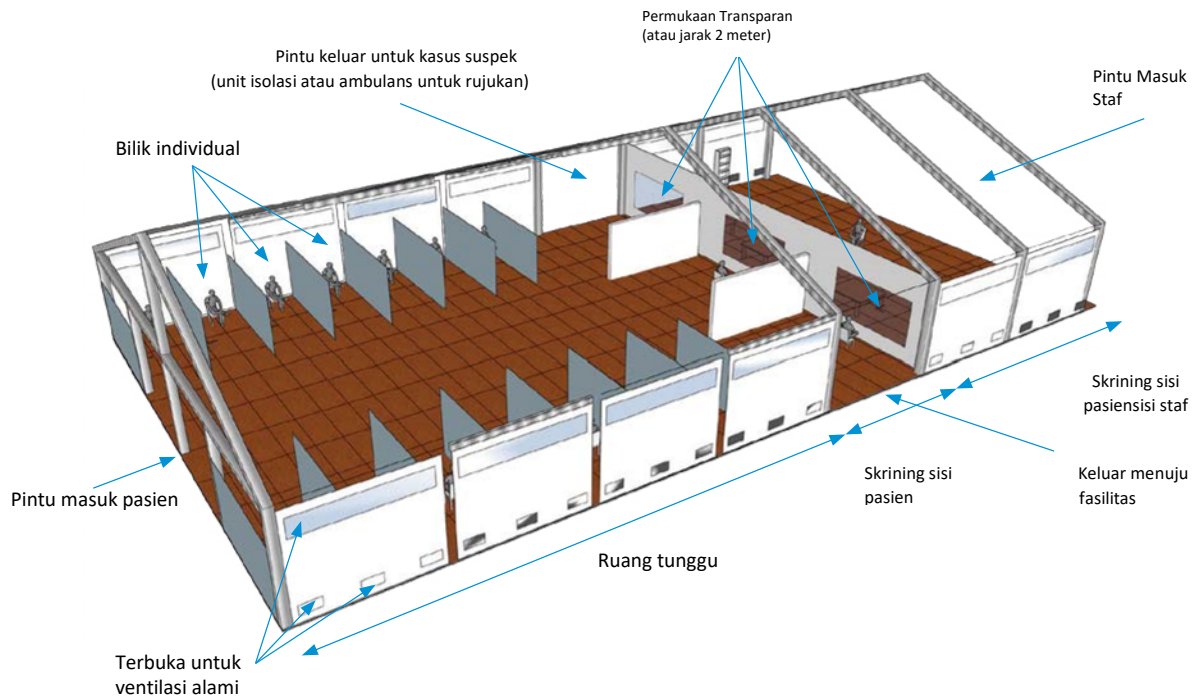 Permukaan Transparan
(atau jarak 2 meter)
Pintu keluar untuk kasus suspek
(unit isolasi atau ambulans untuk rujukan)
Pintu Masuk
Staf
Bilik individual
Skrining sisi
pasiensisi staf
Pintu masuk pasien
Skrining sisi
pasien
Keluar menuju
fasilitas
Ruang tunggu
Terbuka untuk
ventilasi alami